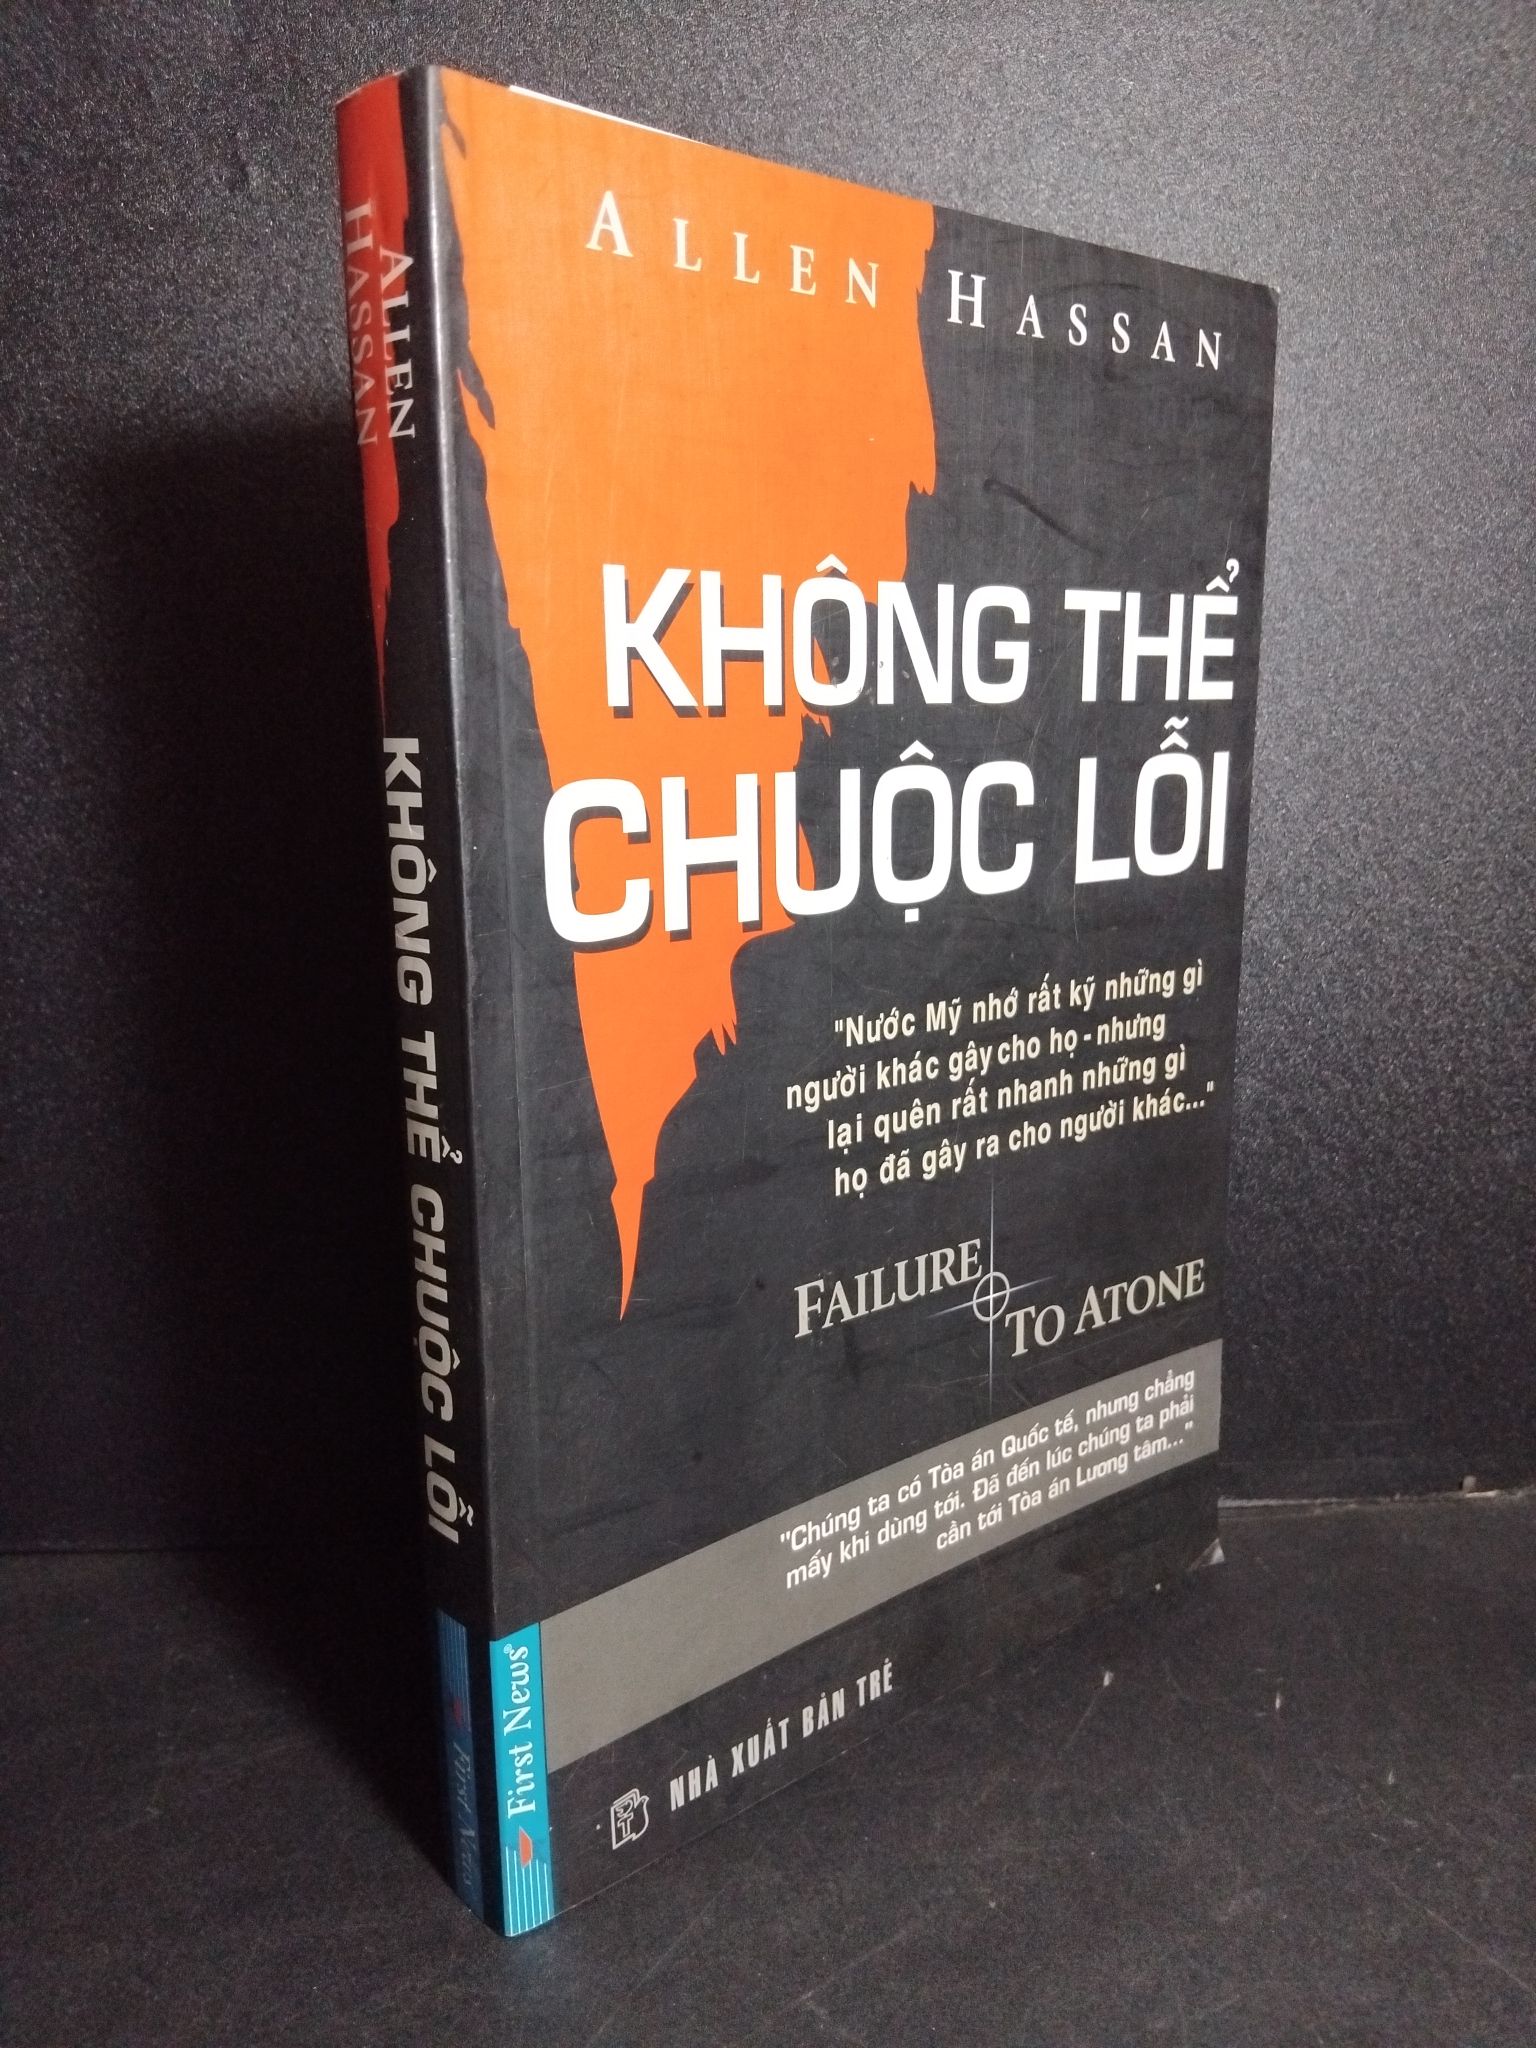 ALLEN HASSAN
KHÔNG THỂ
CHUỘC LỖI
"Nước Mỹ nhớ rất kỹ những gì
người khác gây cho họ - nhưng
lại quên rất nhanh những gì
họ đã gây ra cho người khác..."
FAILURE
TO ATONE
"Chúng ta có Tòa án Quốc tế, nhưng chẳng
mấy khi dùng tới. Đã đến lúc chúng ta phải
cần tới Tòa án Lương tâm..."
NHÀ XUẤT BẢN TRẺ
First News®
ALLEN
HASSAN
KHÔNG THỂ CHUỘC LỖI
First News